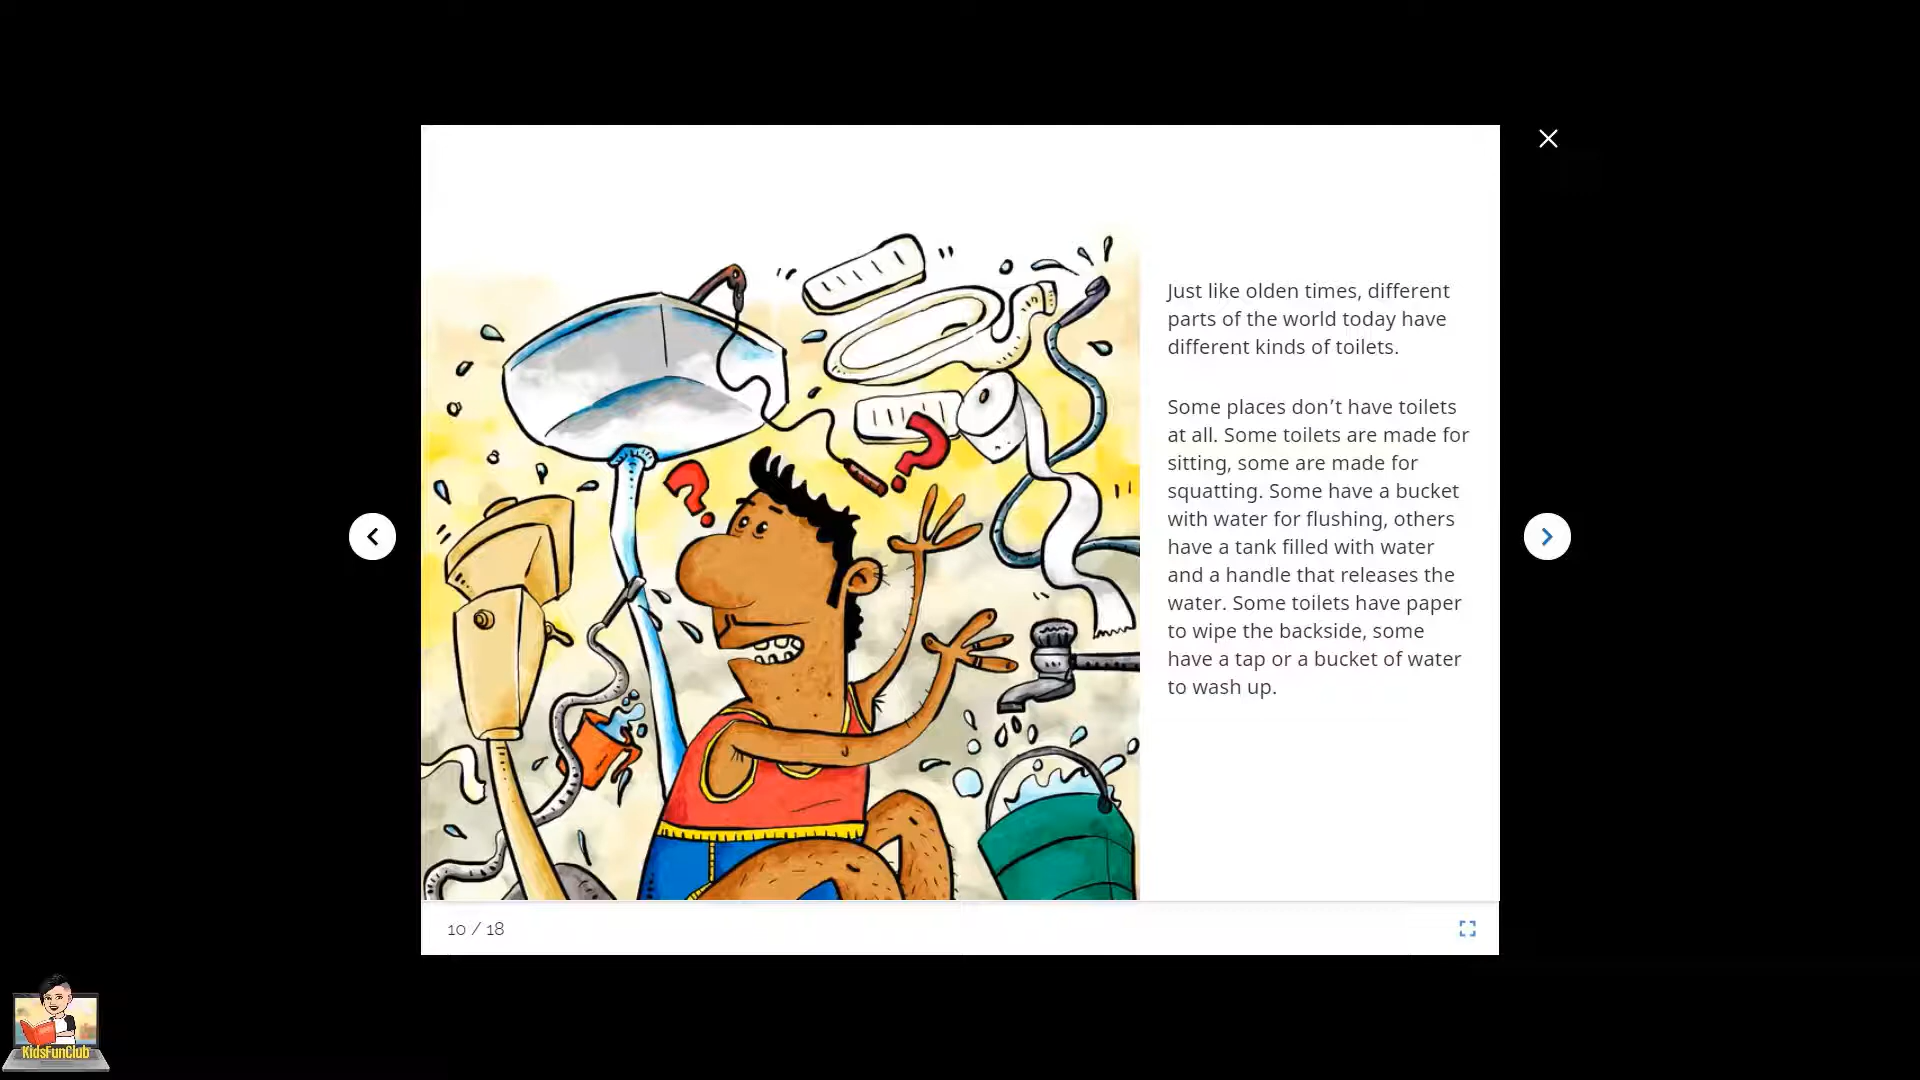 Just like olden times, different
parts of the world today have
different kinds of toilets.
Some places don’t have toilets
at all. Some toilets are made for
sitting, some are made for
squatting. Some have a bucket
with water for flushing, others
have a tank filled with water
and a handle that releases the
water. Some toilets have paper
to wipe the backside, some
have a tap or a bucket of water
to wash up.
? ?
10 / 18
KidsFunClub